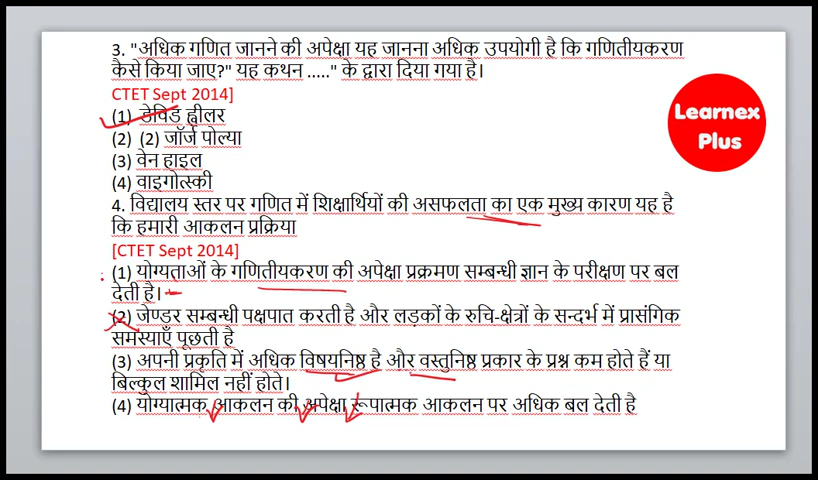 3. "अधिक गणित जानने की अपेक्षा यह जानना अधिक उपयोगी है कि गणितीयकरण
कैसे किया जाए?" यह कथन ....." के द्वारा दिया गया है।
CTET Sept 2014]
(1) डेविड ह्वीलर
(2) (2) जॉर्ज पोल्या
(3) वेन हाइल
(4) वाइगोत्स्की
4. विद्यालय स्तर पर गणित में शिक्षार्थियों की असफलता का एक मुख्य कारण यह है
कि हमारी आकलन प्रक्रिया
[CTET Sept 2014]
(1) योग्यताओं के गणितीयकरण की अपेक्षा प्रक्रमण सम्बन्धी ज्ञान के परीक्षण पर बल
देती है।
(2) जेण्डर सम्बन्धी पक्षपात करती है और लड़कों के रुचि-क्षेत्रों के सन्दर्भ में प्रासंगिक
समस्याएँ पूछती है
(3) अपनी प्रकृति में अधिक विषयनिष्ठ है और वस्तुनिष्ठ प्रकार के प्रश्न कम होते हैं या
बिल्कुल शामिल नहीं होते।
(4) योग्यात्मक आकलन की अपेक्षा रूपात्मक आकलन पर अधिक बल देती है
Learnex
Plus